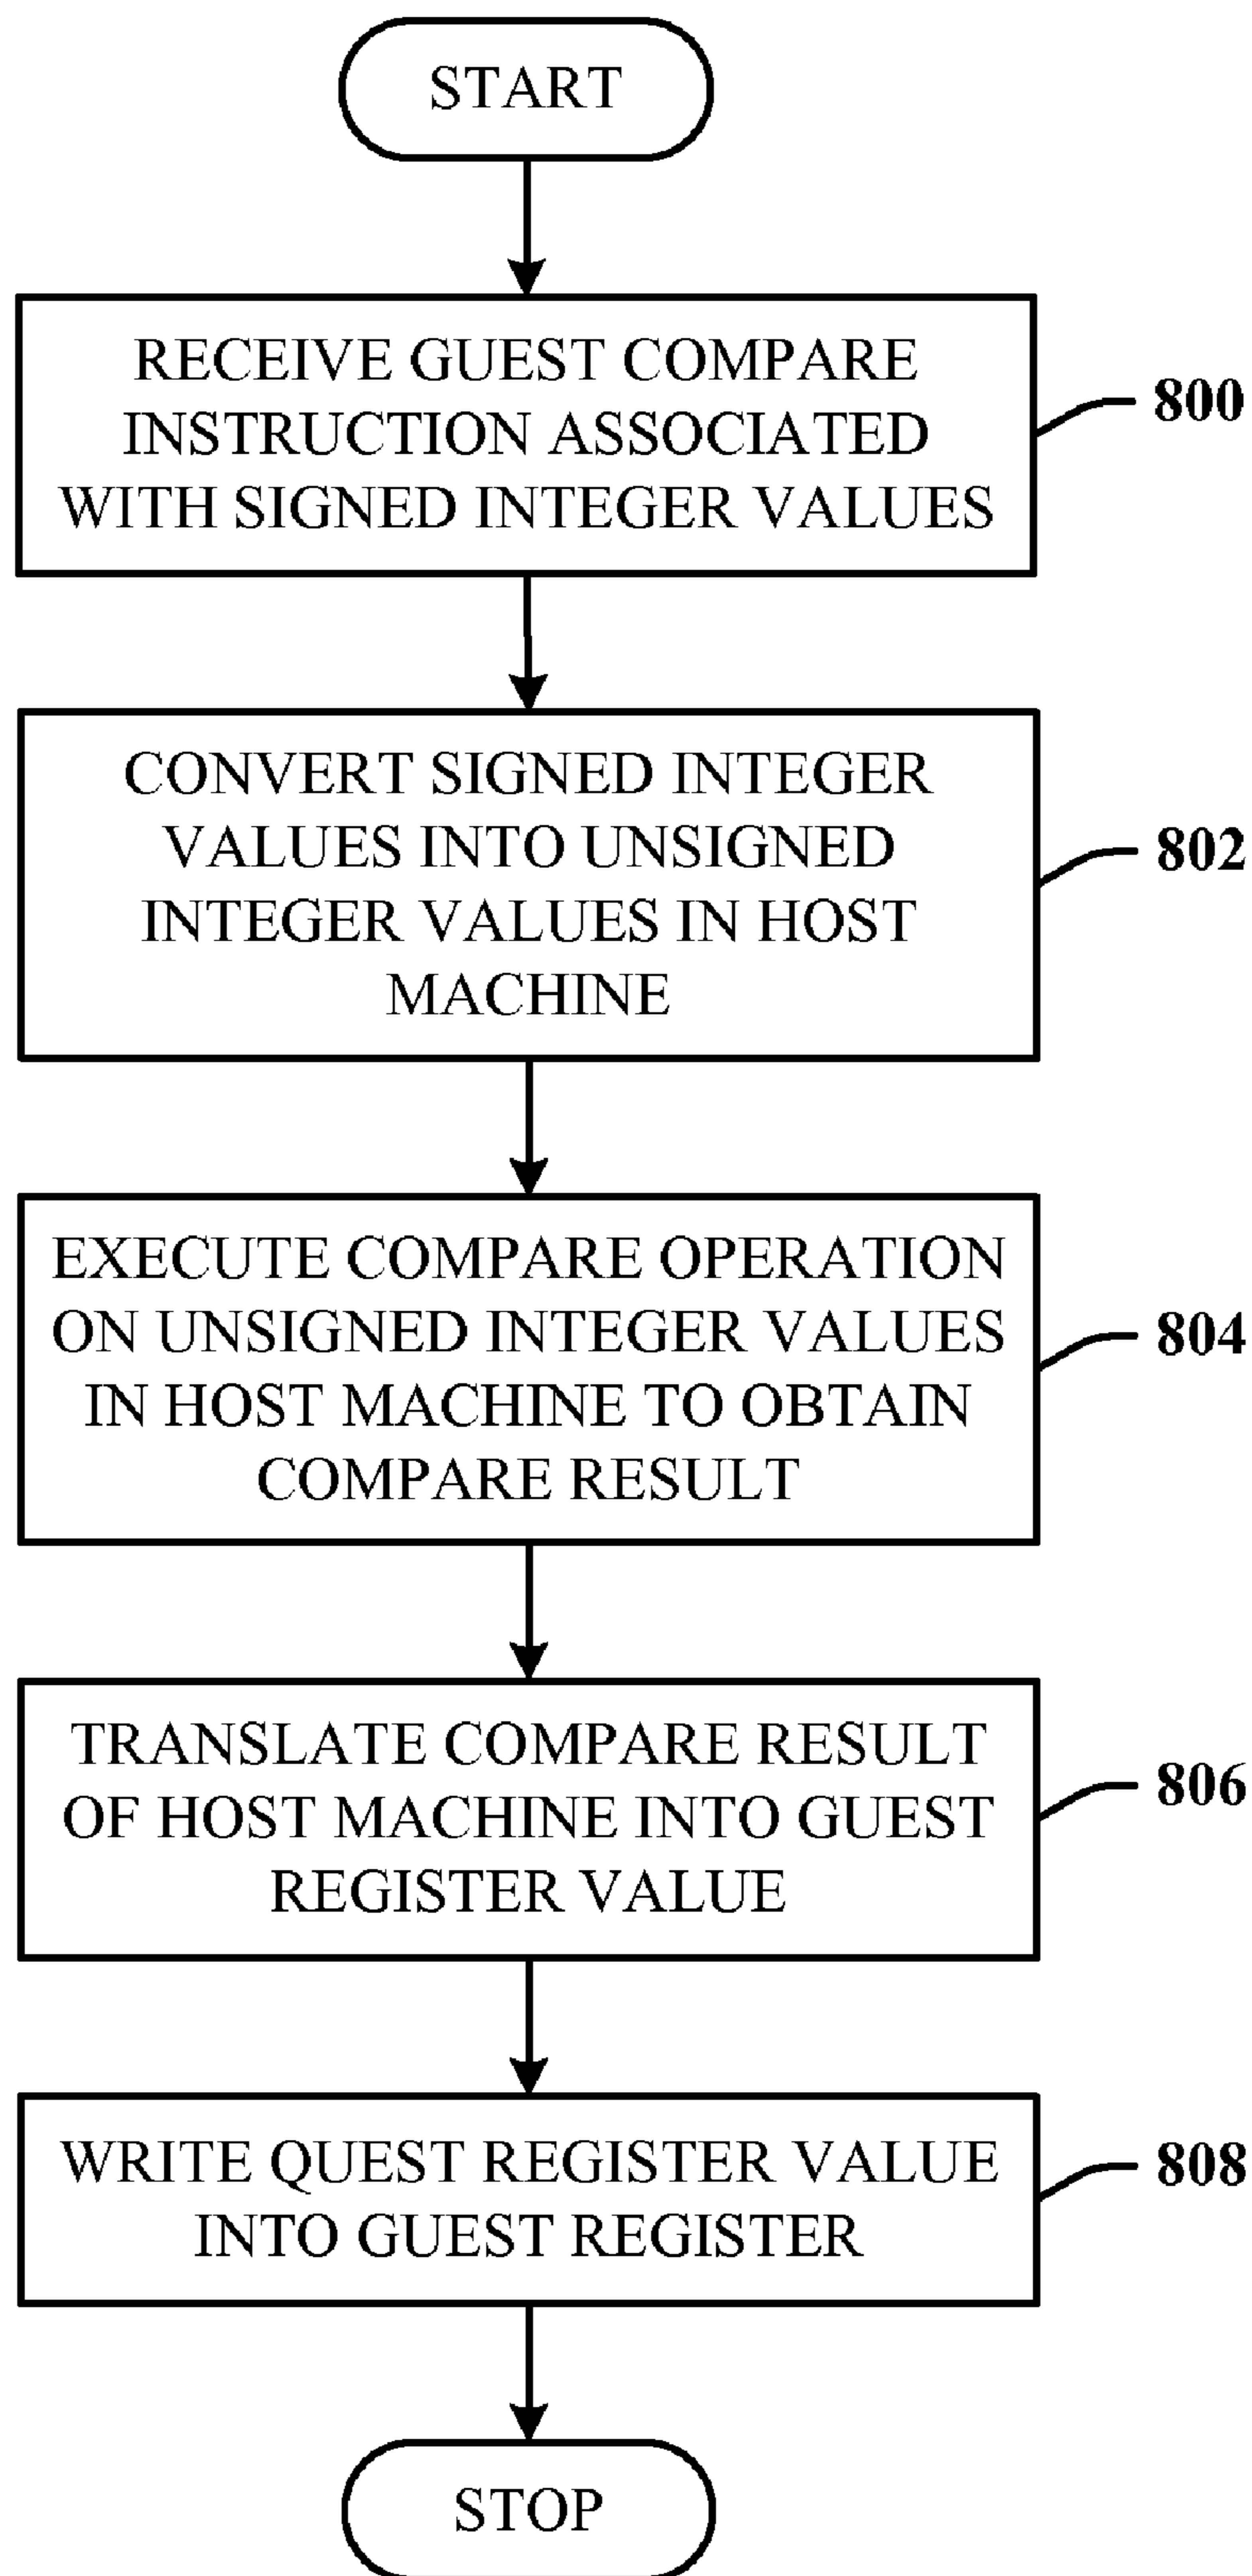 START
RECEIVE GUEST COMPARE
INSTRUCTION ASSOCIATED
WITH SIGNED INTEGER VALUES
800
CONVERT SIGNED INTEGER
VALUES INTO UNSIGNED
INTEGER VALUES IN HOST
MACHINE
802
EXECUTE COMPARE OPERATION
ON UNSIGNED INTEGER VALUES
IN HOST MACHINE TO OBTAIN
COMPARE RESULT
804
TRANSLATE COMPARE RESULT
OF HOST MACHINE INTO GUEST
REGISTER VALUE
806
WRITE QUEST REGISTER VALUE
INTO GUEST REGISTER
808
STOP